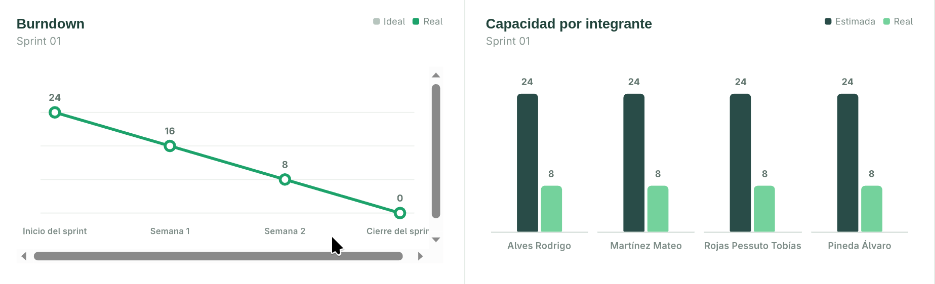 Burndown
Sprint 01
Ideal Real
24
16
8
0
Inicio del sprint Semana 1 Semana 2 Cierre del sprir
Capacidad por integrante
Sprint 01
Estimada Real
24 8 24 8 24 8 24 8
Alves Rodrigo Martínez Mateo Rojas Pessuto Tobías Pineda Álvaro